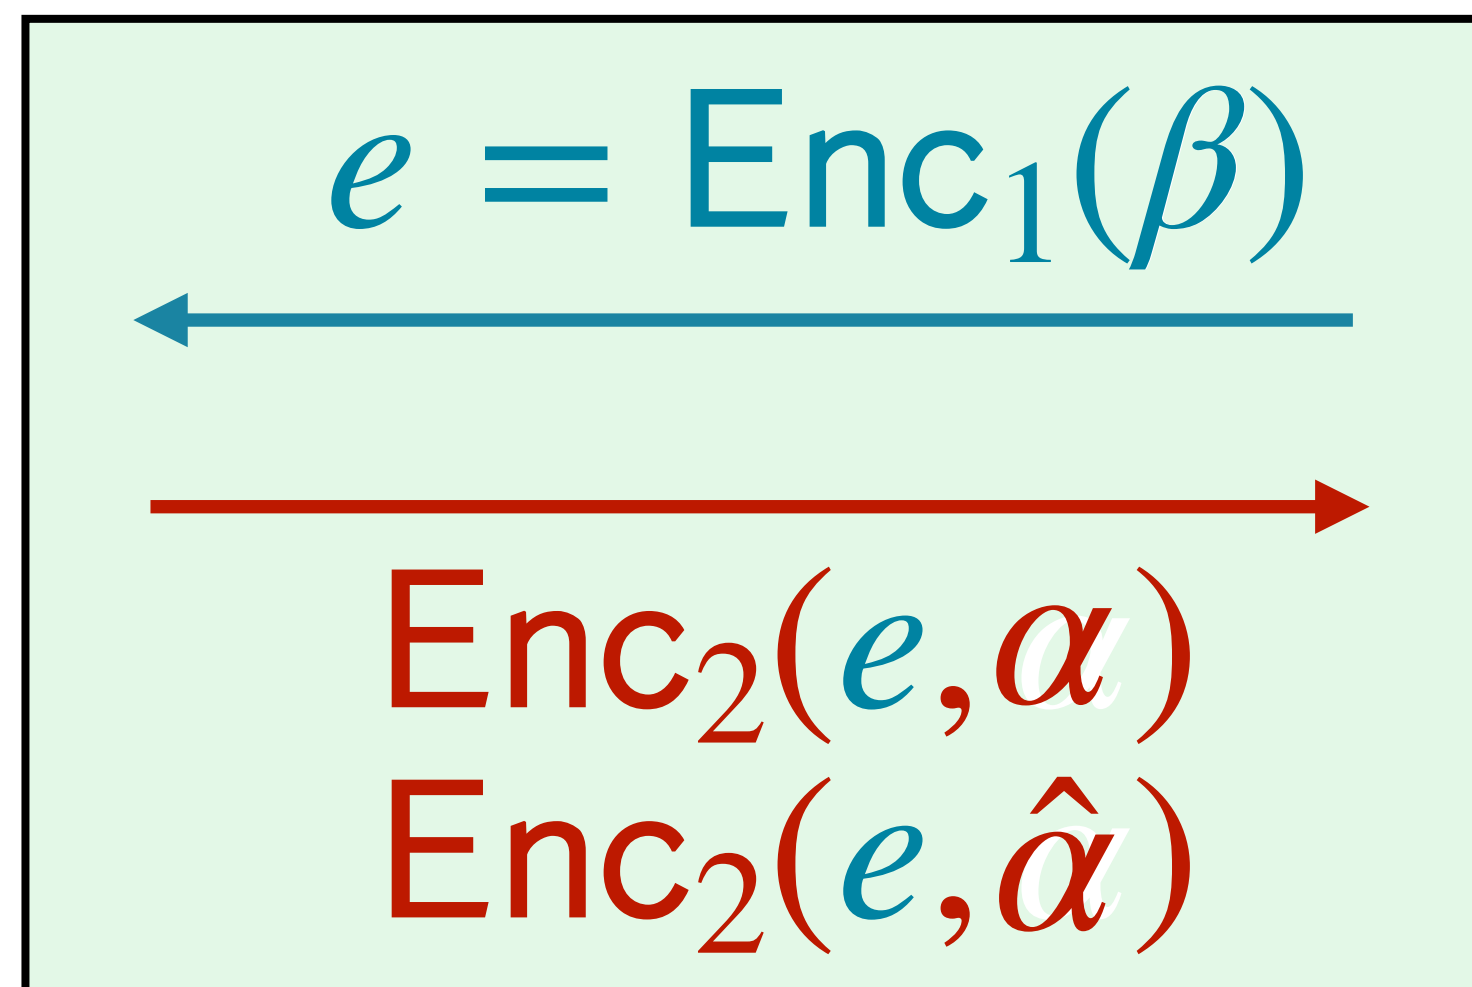 e = Enc₁(β)
Enc₂(e, α)
Enc₂(e, α̂)